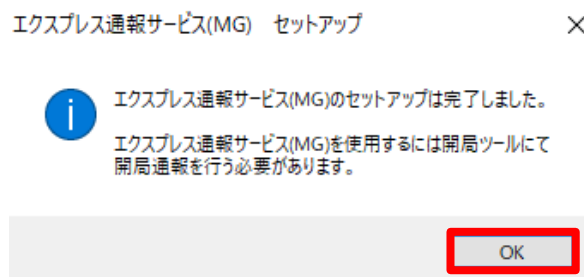 エクスプレス通報サービス(MG) セットアップ
エクスプレス通報サービス(MG)のセットアップは完了しました。
エクスプレス通報サービス(MG)を使用するには開局ツールにて
開局通報を行う必要があります。
OK